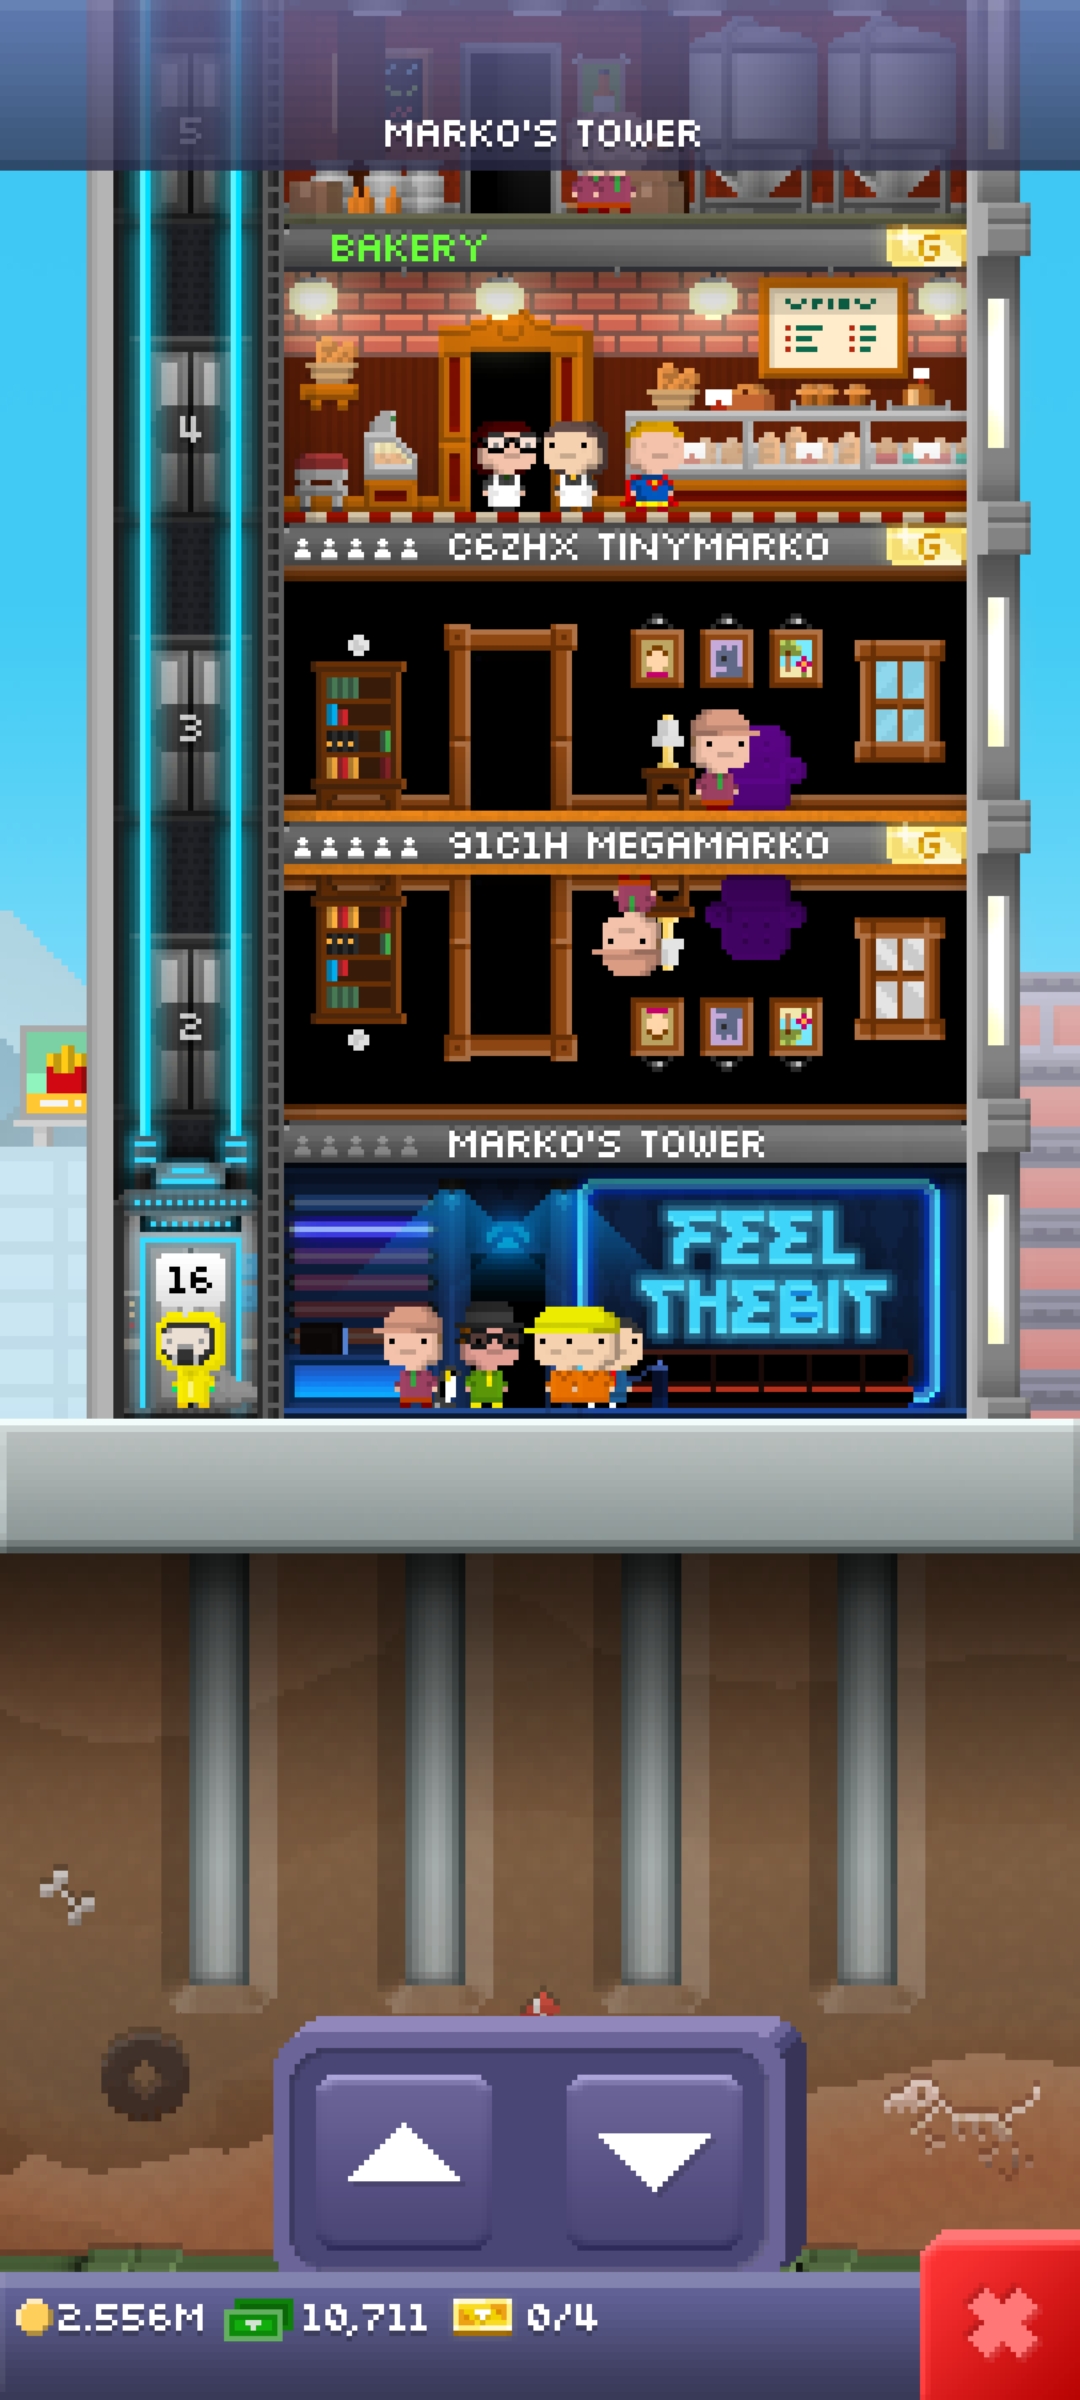 5
MARKO'S TOWER
BAKERY
G
4
C6ZHX TINYMARKO
G
3
91C1H MEGAMARKO
G
2
MARKO'S TOWER
FEEL
THEBIT
16
2.556M
10,711
0/4